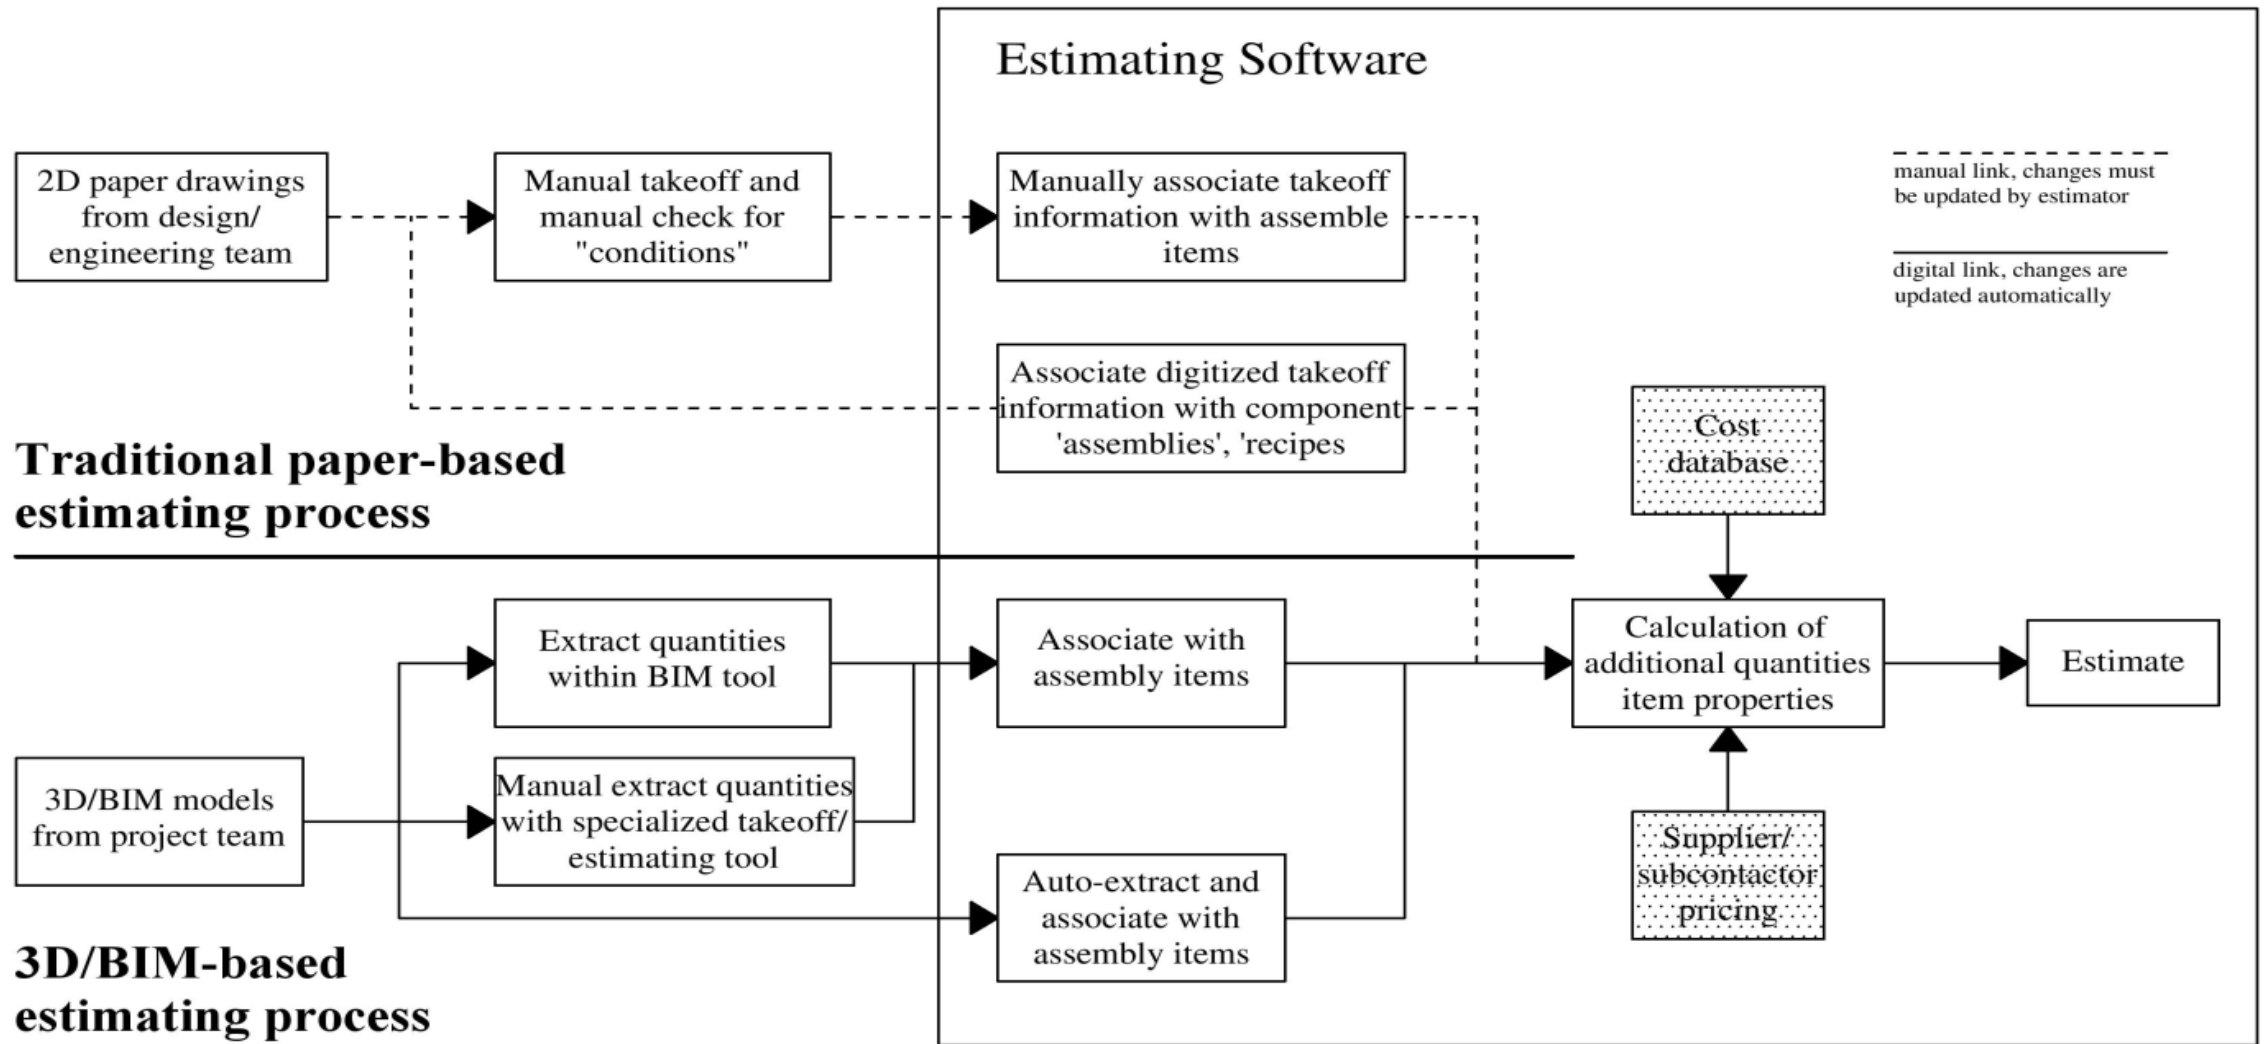 Estimating Software
2D paper drawings
from design/
engineering team
Manual takeoff and
manual check for
"conditions"
Manually associate takeoff
information with assemble
items
manual link, changes must
be updated by estimator
digital link, changes are
updated automatically
Associate digitized takeoff
information with component
'assemblies', 'recipes
Cost
database
Traditional paper-based
estimating process
Extract quantities
within BIM tool
Associate with
assembly items
Calculation of
additional quantities
item properties
Estimate
3D/BIM models
from project team
Manual extract quantities
with specialized takeoff/
estimating tool
Auto-extract and
associate with
assembly items
Supplier/
subcontactor
pricing
3D/BIM-based
estimating process